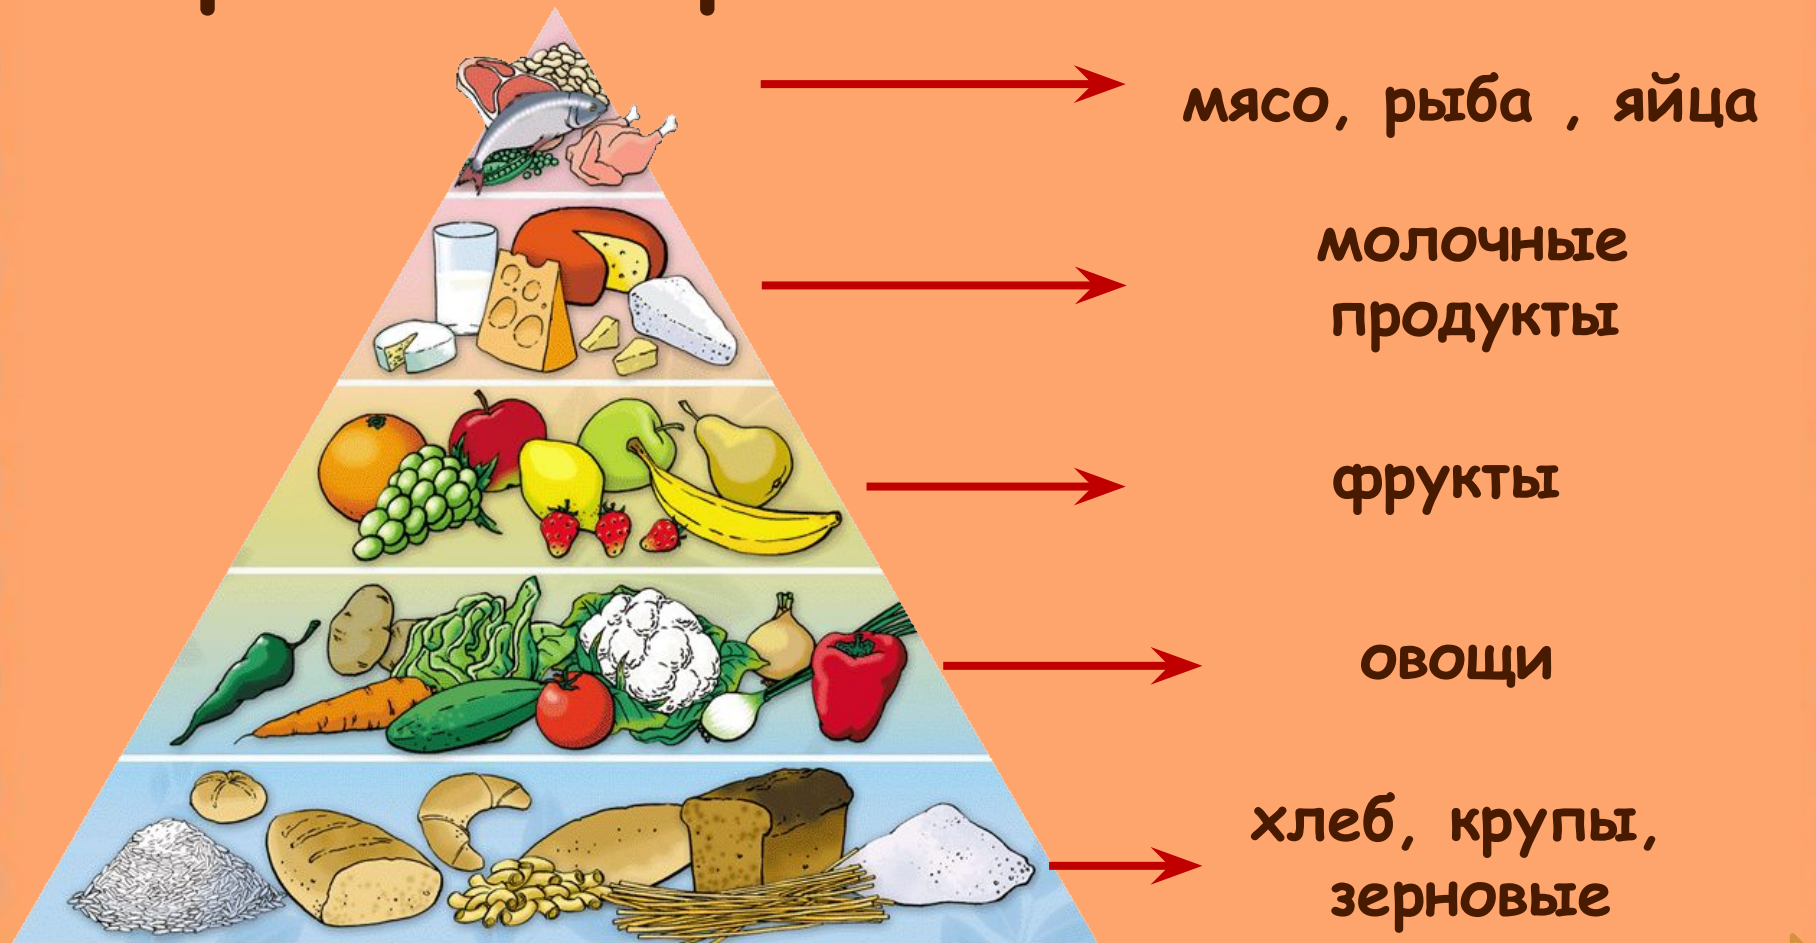 мясо, рыба , яйца
молочные
продукты
фрукты
овощи
хлеб, крупы,
зерновые